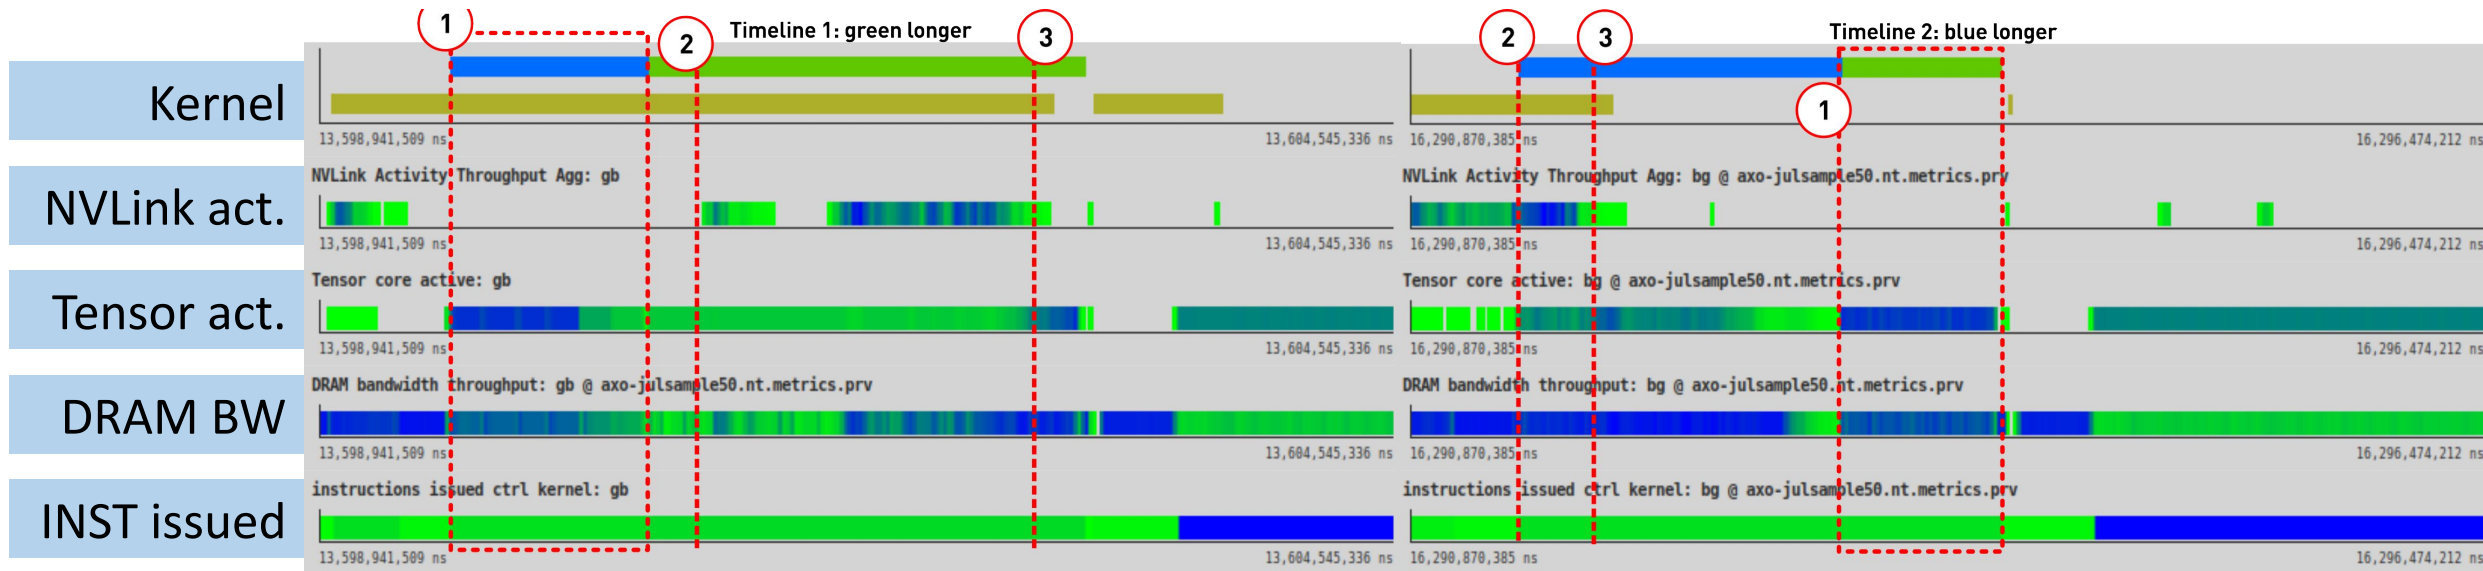 1
2
Timeline 1: green longer
3
2
3
Timeline 2: blue longer
1
Kernel
13,598,941,509 ns
13,604,545,336 ns
16,290,870,385 ns
16,296,474,212 ns
NVLink act.
NVLink Activity Throughput Agg: gb
NVLink Activity Throughput Agg: bg @ axo-julsample50.nt.metrics.prv
13,598,941,509 ns
13,604,545,336 ns
16,290,870,385 ns
16,296,474,212 ns
Tensor act.
Tensor core active: gb
Tensor core active: bg @ axo-julsample50.nt.metrics.prv
13,598,941,509 ns
13,604,545,336 ns
16,290,870,385 ns
16,296,474,212 ns
DRAM BW
DRAM bandwidth throughput: gb @ axo-julsample50.nt.metrics.prv
DRAM bandwidth throughput: bg @ axo-julsample50.nt.metrics.prv
13,598,941,509 ns
13,604,545,336 ns
16,290,870,385 ns
16,296,474,212 ns
INST issued
instructions issued ctrl kernel: gb
instructions issued ctrl kernel: bg @ axo-julsample50.nt.metrics.prv
13,598,941,509 ns
13,604,545,336 ns
16,290,870,385 ns
16,296,474,212 ns